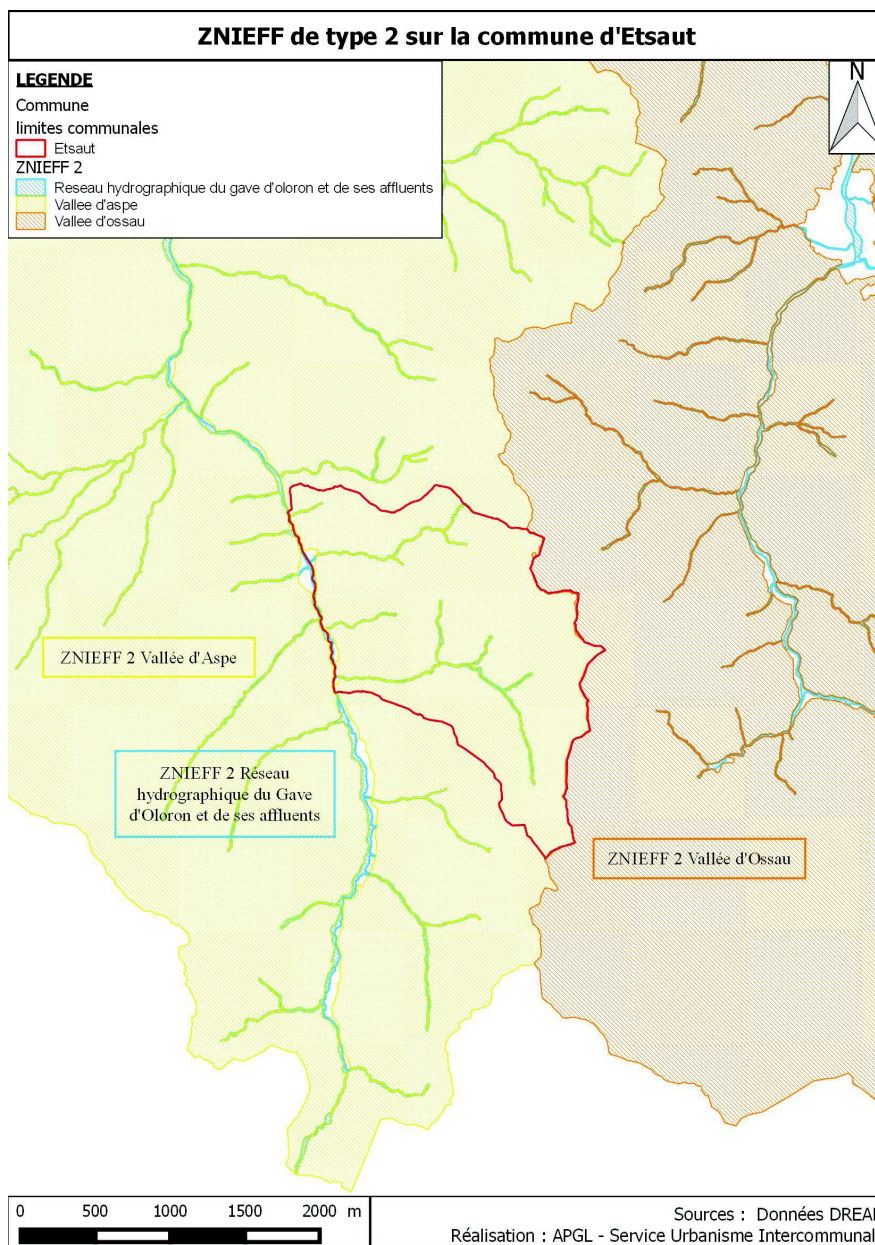 ZNIEFF de type 2 sur la commune d'Etsaut
LEGENDE
Commune
limites communales
Etsaut
ZNIEFF 2
Reseau hydrographique du gave d'oloron et de ses affluents
Vallee d'aspe
Vallee d'ossau
N
ZNIEFF 2 Vallée d'Aspe
ZNIEFF 2 Réseau
hydrographique du Gave
d'Oloron et de ses affluents
ZNIEFF 2 Vallée d'Ossau
0 500 1000 1500 2000 m
Sources : Données DREAL
Réalisation : APGL - Service Urbanisme Intercommunal